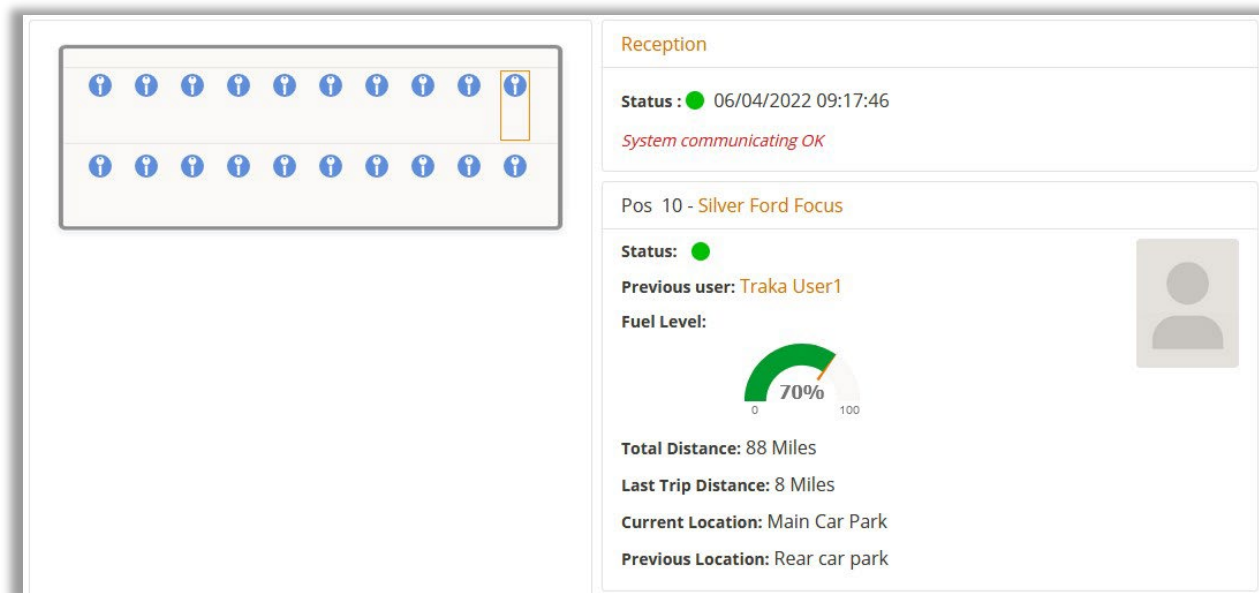 Reception
Status : 06/04/2022 09:17:46
System communicating OK
Pos 10 - Silver Ford Focus
Status:
Previous user: Traka User1
Fuel Level:
70%
0 100
Total Distance: 88 Miles
Last Trip Distance: 8 Miles
Current Location: Main Car Park
Previous Location: Rear car park